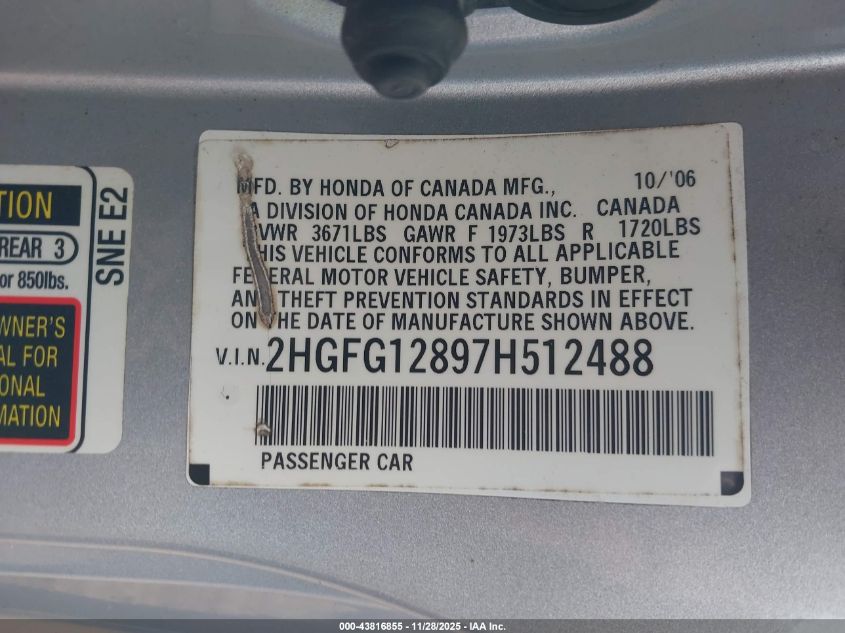 TION
REAR 3
or 850lbs.
WNER'S
AL FOR
ONAL
MATION
SNE E2
MFD. BY HONDA OF CANADA MFG., 10/'06
A DIVISION OF HONDA CANADA INC. CANADA
VWR 3671LBS GAWR F 1973LBS R 1720LBS
THIS VEHICLE CONFORMS TO ALL APPLICABLE
FEDERAL MOTOR VEHICLE SAFETY, BUMPER,
AND THEFT PREVENTION STANDARDS IN EFFECT
ON THE DATE OF MANUFACTURE SHOWN ABOVE.
V.I.N. 2HGFG12897H512488
PASSENGER CAR
000-43816855 | 11/28/2025 | IAA Inc.